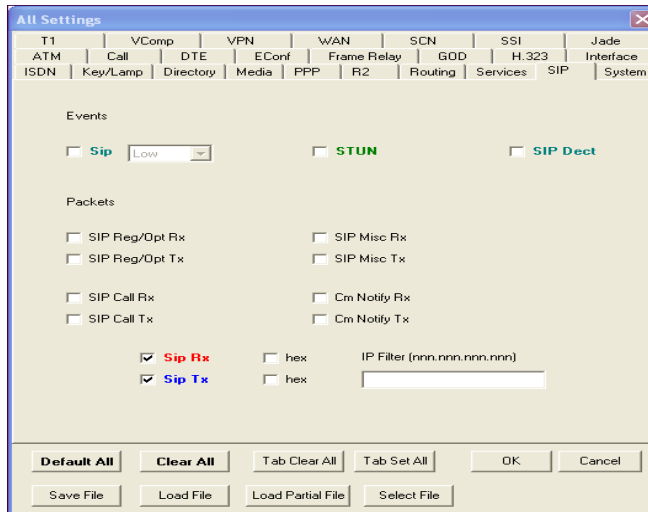 All Settings
T1 VComp VPN WAN SCN SSI Jade
ATM Call DTE EConf Frame Relay GOD H.323 Interface
ISDN Key/Lamp Directory Media PPP R2 Routing Services SIP System
Events
Sip Low STUN SIP Dect
Packets
SIP Reg/Opt Rx SIP Misc Rx
SIP Reg/Opt Tx SIP Misc Tx
SIP Call Rx Cm Notify Rx
SIP Call Tx Cm Notify Tx
Sip Rx hex IP Filter (nnn.nnn.nnn.nnn)
Sip Tx hex
Default All Clear All Tab Clear All Tab Set All OK Cancel
Save File Load File Load Partial File Select File